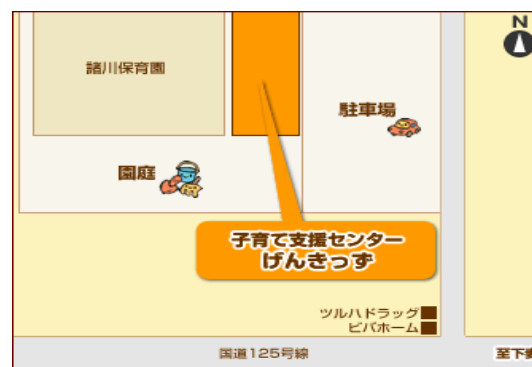 N
諸川保育園
駐車場
園庭
子育て支援センター
げんきっず
ツルハドラッグ
ビバホーム
国道125号線
至下